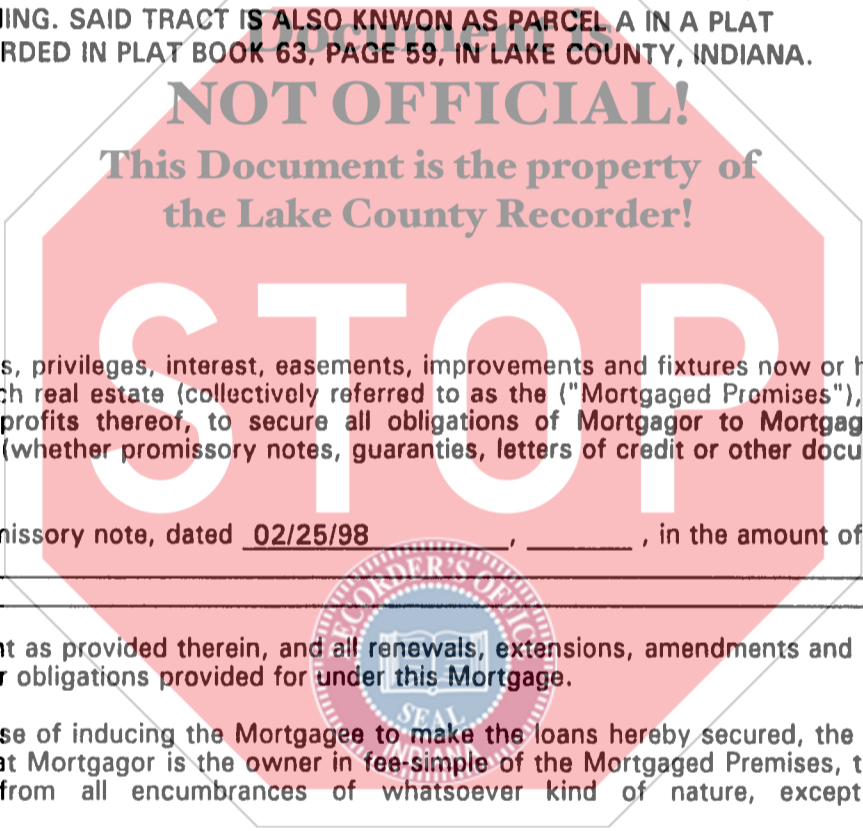 ING. SAID TRACT IS ALSO KNWON AS PARCEL A IN A PLAT
Document is
RDED IN PLAT BOOK 63, PAGE 59, IN LAKE COUNTY, INDIANA.
NOT OFFICIAL!
This Document is the property of
the Lake County Recorder!
STOP
s, privileges, interest, easements, improvements and fixtures now or h
ch real estate (collectively referred to as the ("Mortgaged Premises"),
profits thereof, to secure all obligations of Mortgagor to Mortgag
(whether promissory notes, guaranties, letters of credit or other docu
missory note, dated 02/25/98 , , in the amount of
RECORDER'S OFFICE
nt as provided therein, and all renewals, extensions, amendments and
r obligations provided for under this Mortgage.
SEAL
INDIANA
se of inducing the Mortgagee to make the loans hereby secured, the
at Mortgagor is the owner in fee-simple of the Mortgaged Premises, t
from all encumbrances of whatsoever kind of nature, except